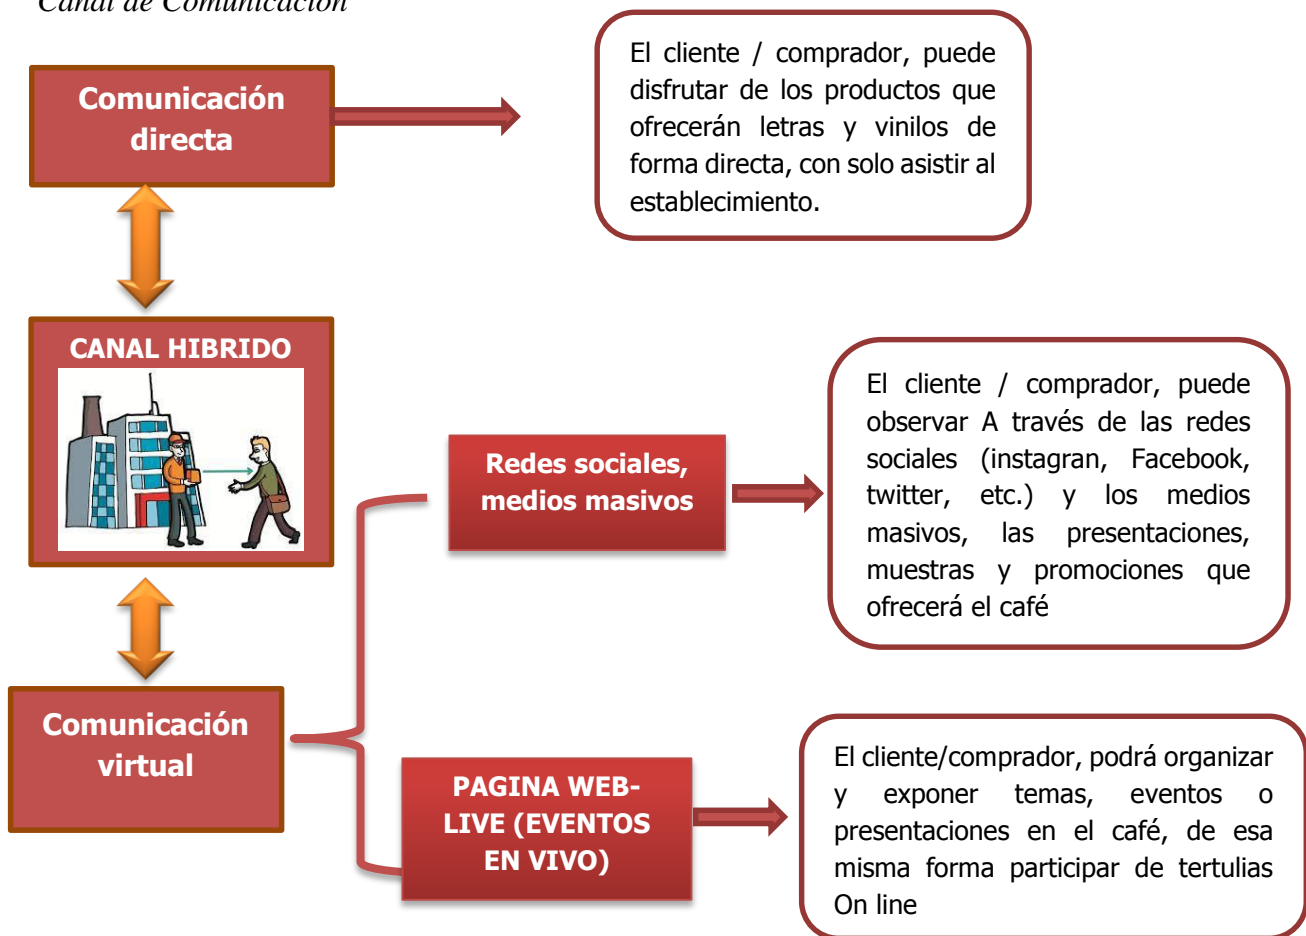 Canal de Comunicación
Comunicación
directa
El cliente / comprador, puede
disfrutar de los productos que
ofrecerán letras y vinilos de
forma directa, con solo asistir al
establecimiento.
CANAL HIBRIDO
Redes sociales,
medios masivos
El cliente / comprador, puede
observar A través de las redes
sociales (instagran, Facebook,
twitter, etc.) y los medios
masivos, las presentaciones,
muestras y promociones que
ofrecerá el café
Comunicación
virtual
PAGINA WEB-
LIVE (EVENTOS
EN VIVO)
El cliente/comprador, podrá organizar
y exponer temas, eventos o
presentaciones en el café, de esa
misma forma participar de tertulias
On line